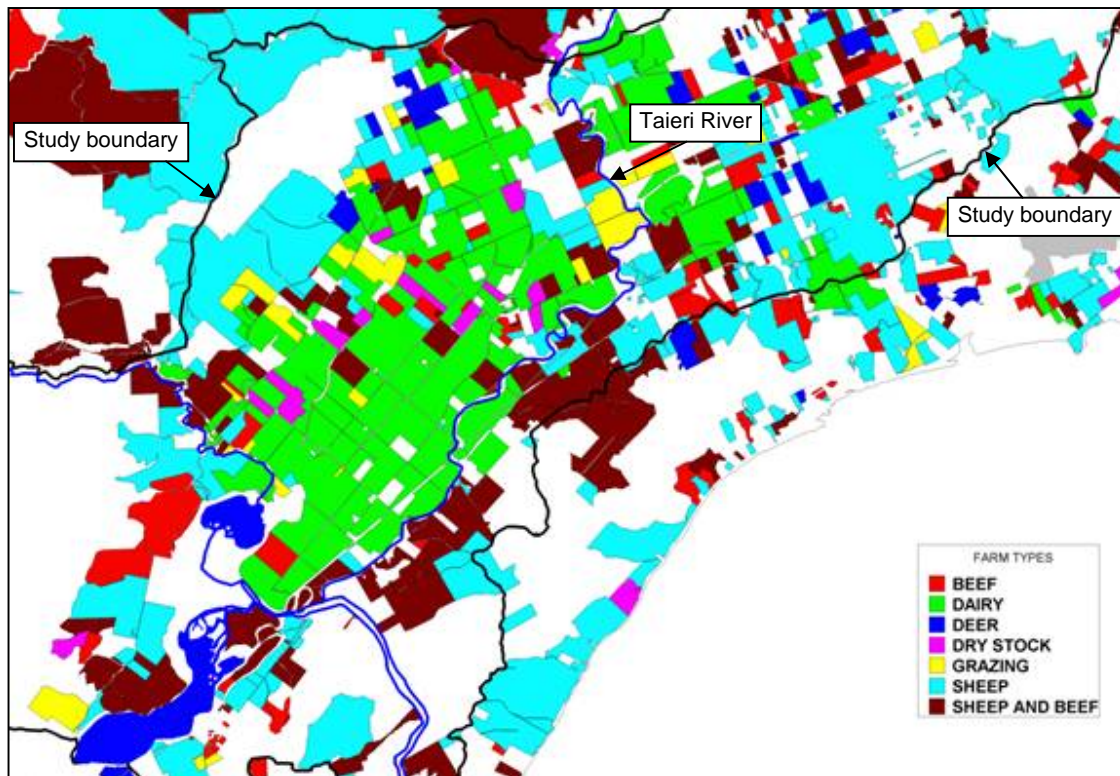 Study boundary
Taieri River
Study boundary
FARM TYPES
BEEF
DAIRY
DEER
DRY STOCK
GRAZING
SHEEP
SHEEP AND BEEF